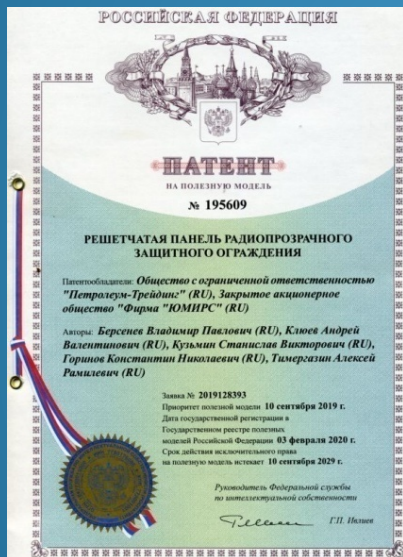 РОССИЙСКАЯ ФЕДЕРАЦИЯ
ПАТЕНТ
НА ПОЛЕЗНУЮ МОДЕЛЬ
№ 195609
РЕШЕТЧАТАЯ ПАНЕЛЬ РАДИОПРОЗРАЧНОГО
ЗАЩИТНОГО ОГРАЖДЕНИЯ
Патентообладатели: Общество с ограниченной ответственностью
"Петролеум-Трейдинг" (RU), Закрытое акционерное
общество "Фирма "ЮМИРС" (RU)
Авторы: Берсенев Владимир Павлович (RU), Клюев Андрей
Валентинович (RU), Кузьмин Станислав Викторович (RU),
Горинов Константин Николаевич (RU), Тимергазин Алексей
Рамилевич (RU)
Заявка № 2019128393
Приоритет полезной модели 10 сентября 2019 г.
Дата государственной регистрации в
Государственном реестре полезных
моделей Российской Федерации 03 февраля 2020 г.
Срок действия исключительного права
на полезную модель истекает 10 сентября 2029 г.
Руководитель Федеральной службы
по интеллектуальной собственности
Г.П. Ивлиев